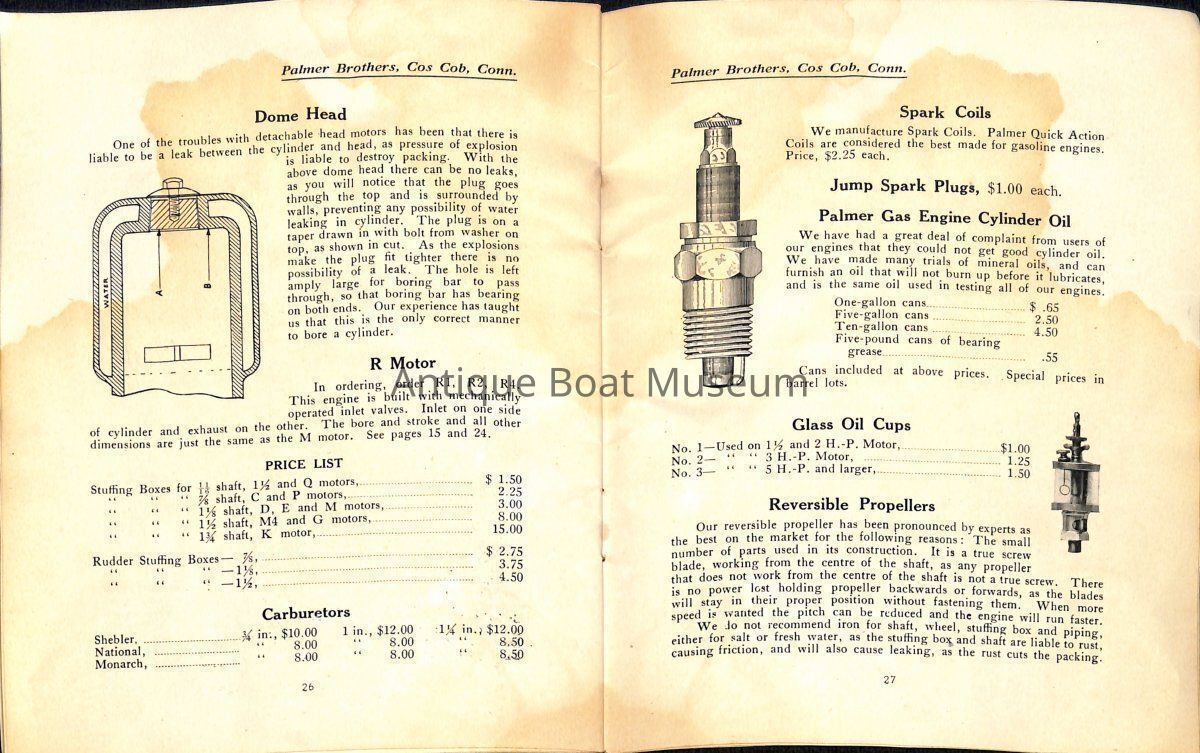 Palmer Brothers, Cos Cob, Conn.
Dome Head
One of the troubles with detachable head motors has been that there is
liable to be a leak between the cylinder and head, as pressure of explosion
is liable to destroy packing. With the
above dome head there can be no leaks,
as you will notice that the plug goes
through the top and is surrounded by
walls, preventing any possibility of water
leaking in cylinder. The plug is on a
taper drawn in with bolt from washer on
top, as shown in cut. As the explosions
make the plug fit tighter there is no
possibility of a leak. The hole is left
amply large for boring bar to pass
through, so that boring bar has bearing
on both ends. Our experience has taught
us that this is the only correct manner
to bore a cylinder.
WATER
A
B
R Motor
In ordering, order R1, R2, R4.
This engine is built with mechanically
operated inlet valves. Inlet on one side
of cylinder and exhaust on the other. The bore and stroke and all other
dimensions are just the same as the M motor. See pages 15 and 24.
PRICE LIST
Stuffing Boxes for shaft, 1½ and Q motors, $ 1.50
" " " ⅞ shaft, C and P motors, 2.25
" " " 1⅛ shaft, D, E and M motors, 3.00
" " " 1½ shaft, M4 and G motors, 8.00
" " " 1¾ shaft, K motor, 15.00
Rudder Stuffing Boxes— ⅞, $ 2.75
" " " —1⅛, 3.75
" " " —1½, 4.50
Carburetors
Shebler, ¾ in., $10.00 1 in., $12.00 1¼ in., $12.00
National, " 8.00 " 8.00 " 8.50
Monarch, " 8.00 " 8.00 " 8.50
26
Palmer Brothers, Cos Cob, Conn.
Spark Coils
We manufacture Spark Coils. Palmer Quick Action
Coils are considered the best made for gasoline engines.
Price, $2.25 each.
Jump Spark Plugs, $1.00 each.
Palmer Gas Engine Cylinder Oil
We have had a great deal of complaint from users of
our engines that they could not get good cylinder oil.
We have made many trials of mineral oils, and can
furnish an oil that will not burn up before it lubricates,
and is the same oil used in testing all of our engines.
One-gallon cans $ .65
Five-gallon cans 2.50
Ten-gallon cans 4.50
Five-pound cans of bearing
grease .55
Cans included at above prices. Special prices in
barrel lots.
Glass Oil Cups
No. 1—Used on 1½ and 2 H.-P. Motor, $1.00
No. 2— " " 3 H.-P. Motor, 1.25
No. 3— " " 5 H.-P. and larger, 1.50
Reversible Propellers
Our reversible propeller has been pronounced by experts as
the best on the market for the following reasons: The small
number of parts used in its construction. It is a true screw
blade, working from the centre of the shaft, as any propeller
that does not work from the centre of the shaft is not a true screw. There
is no power lost holding propeller backwards or forwards, as the blades
will stay in their proper position without fastening them. When more
speed is wanted the pitch can be reduced and the engine will run faster.
We do not recommend iron for shaft, wheel, stuffing box and piping,
either for salt or fresh water, as the stuffing box and shaft are liable to rust,
causing friction, and will also cause leaking, as the rust cuts the packing.
27
Antique Boat Museum